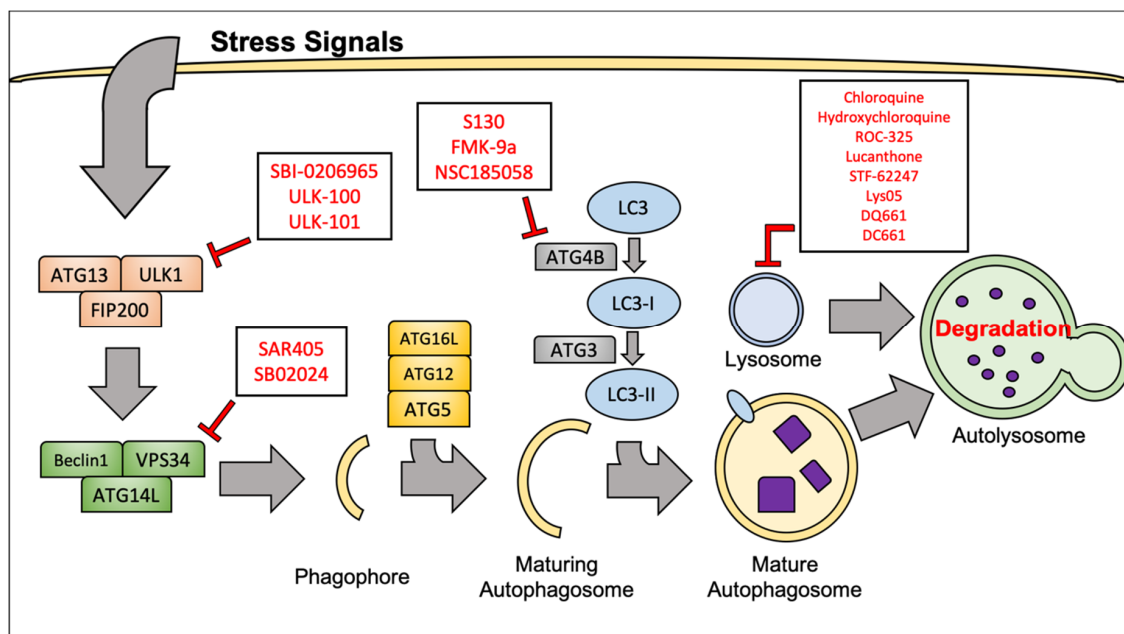 Stress Signals
SBI-0206965
ULK-100
ULK-101
ATG13
ULK1
FIP200
SAR405
SB02024
Beclin1
VPS34
ATG14L
Phagophore
ATG16L
ATG12
ATG5
S130
FMK-9a
NSC185058
LC3
ATG4B
LC3-I
ATG3
LC3-II
Maturing
Autophagosome
Mature
Autophagosome
Chloroquine
Hydroxychloroquine
ROC-325
Lucanthone
STF-62247
Lys05
DQ661
DC661
Lysosome
Degradation
Autolysosome